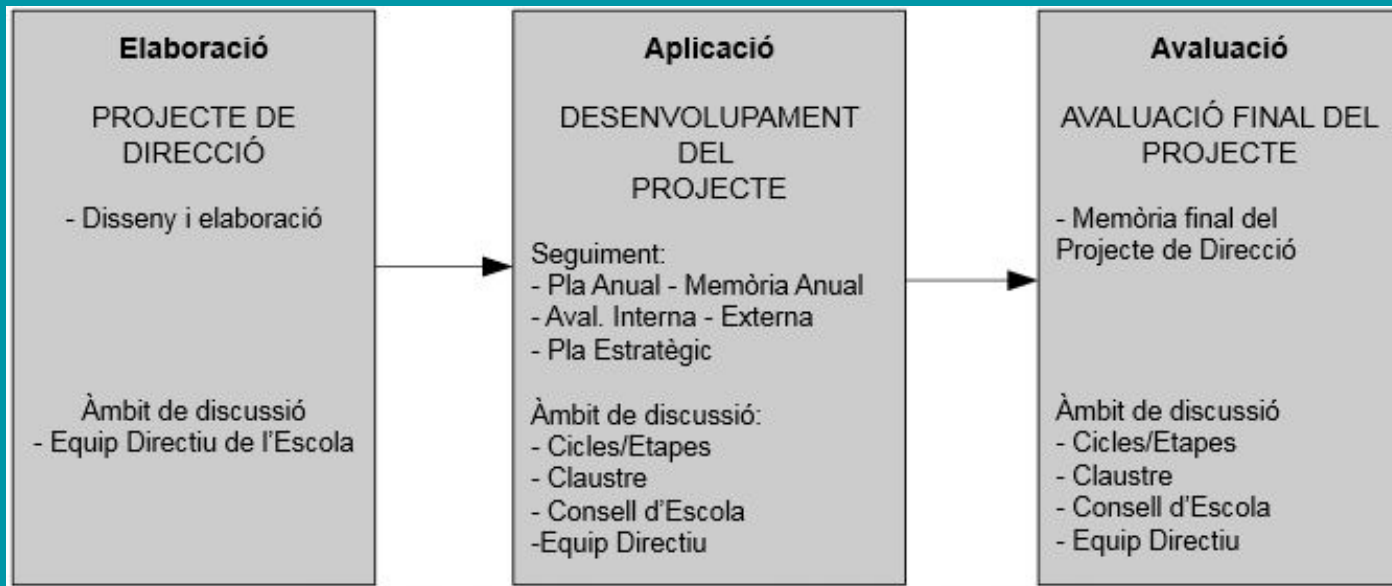 Elaboració
PROJECTE DE
DIRECCIÓ
- Disseny i elaboració
Àmbit de discussió
- Equip Directiu de l'Escola
Aplicació
DESENVOLUPAMENT
DEL
PROJECTE
Seguiment:
- Pla Anual - Memòria Anual
- Aval. Interna - Externa
- Pla Estratègic
Àmbit de discussió:
- Cicles/Etapes
- Claustre
- Consell d'Escola
-Equip Directiu
Avaluació
AVALUACIÓ FINAL DEL
PROJECTE
- Memòria final del
Projecte de Direcció
Àmbit de discussió
- Cicles/Etapes
- Claustre
- Consell d'Escola
- Equip Directiu